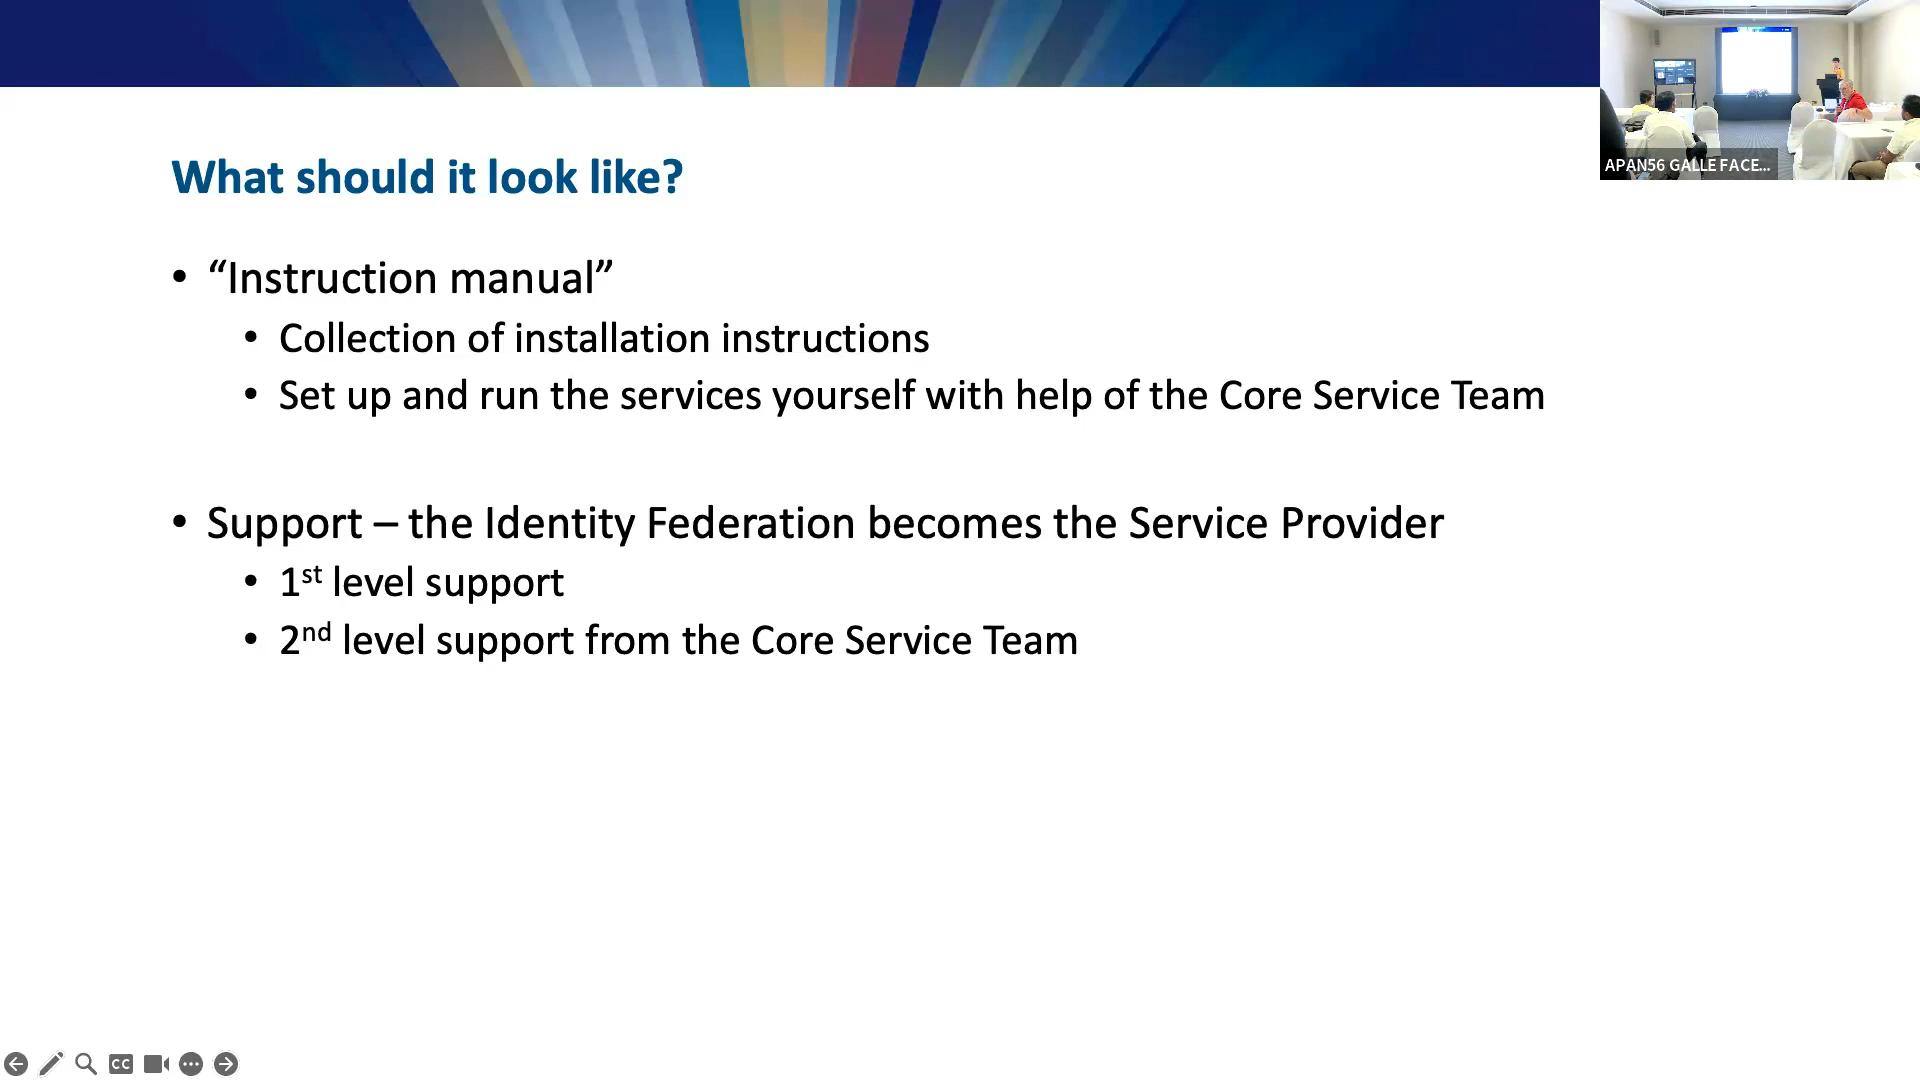 APAN56 GALLE FACE...
What should it look like?
• “Instruction manual”
• Collection of installation instructions
• Set up and run the services yourself with help of the Core Service Team
• Support – the Identity Federation becomes the Service Provider
• 1st level support
• 2nd level support from the Core Service Team
CC